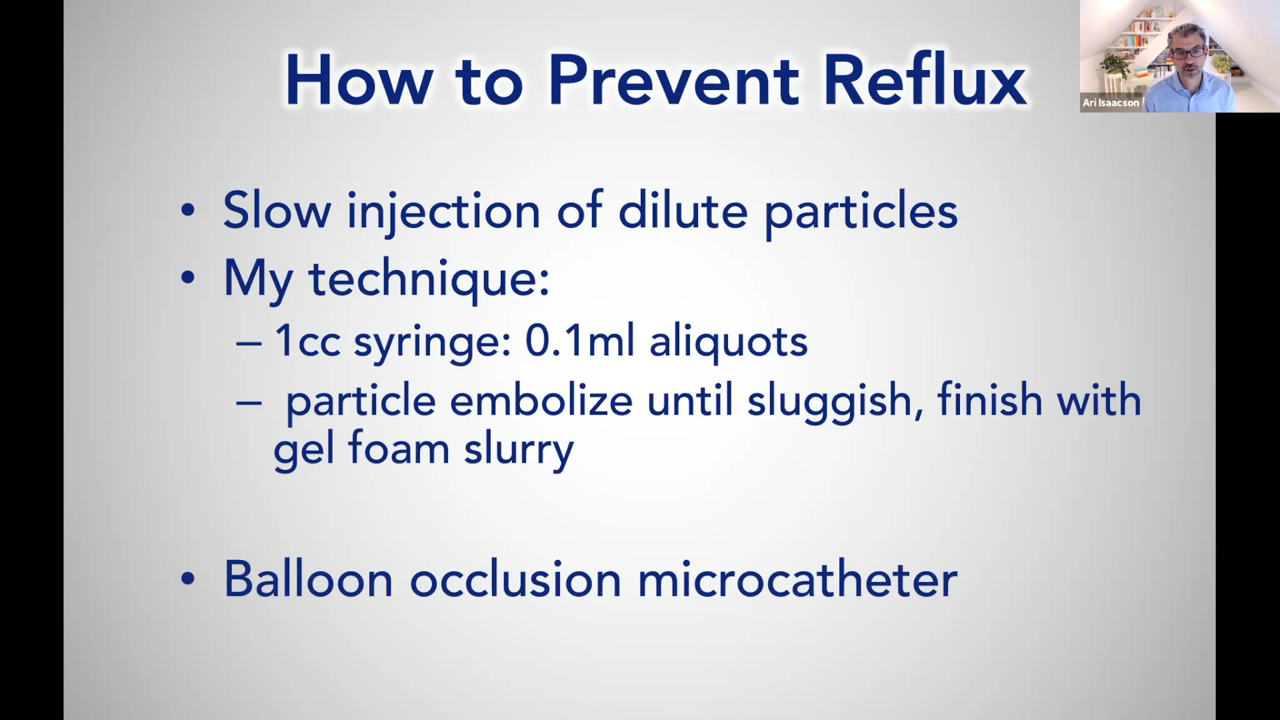 How to Prevent Reflux
Ari Isaacson
• Slow injection of dilute particles
• My technique:
– 1cc syringe: 0.1ml aliquots
– particle embolize until sluggish, finish with
gel foam slurry
• Balloon occlusion microcatheter